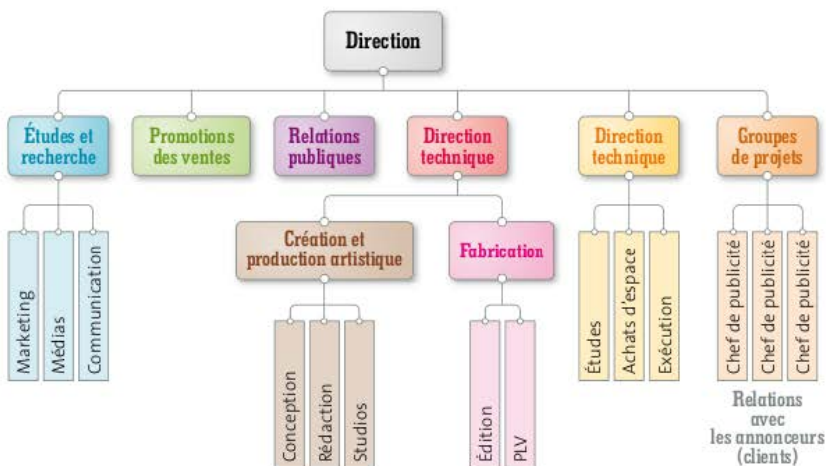 Direction
Études et
recherche
Promotions
des ventes
Relations
publiques
Direction
technique
Direction
technique
Groupes
de projets
Création et
production artistique
Fabrication
Marketing
Médias
Communication
Conception
Rédaction
Studios
Édition
PLV
Études
Achats d'espace
Exécution
Chef de publicité
Chef de publicité
Chef de publicité
Relations
avec
les annonceurs
(clients)